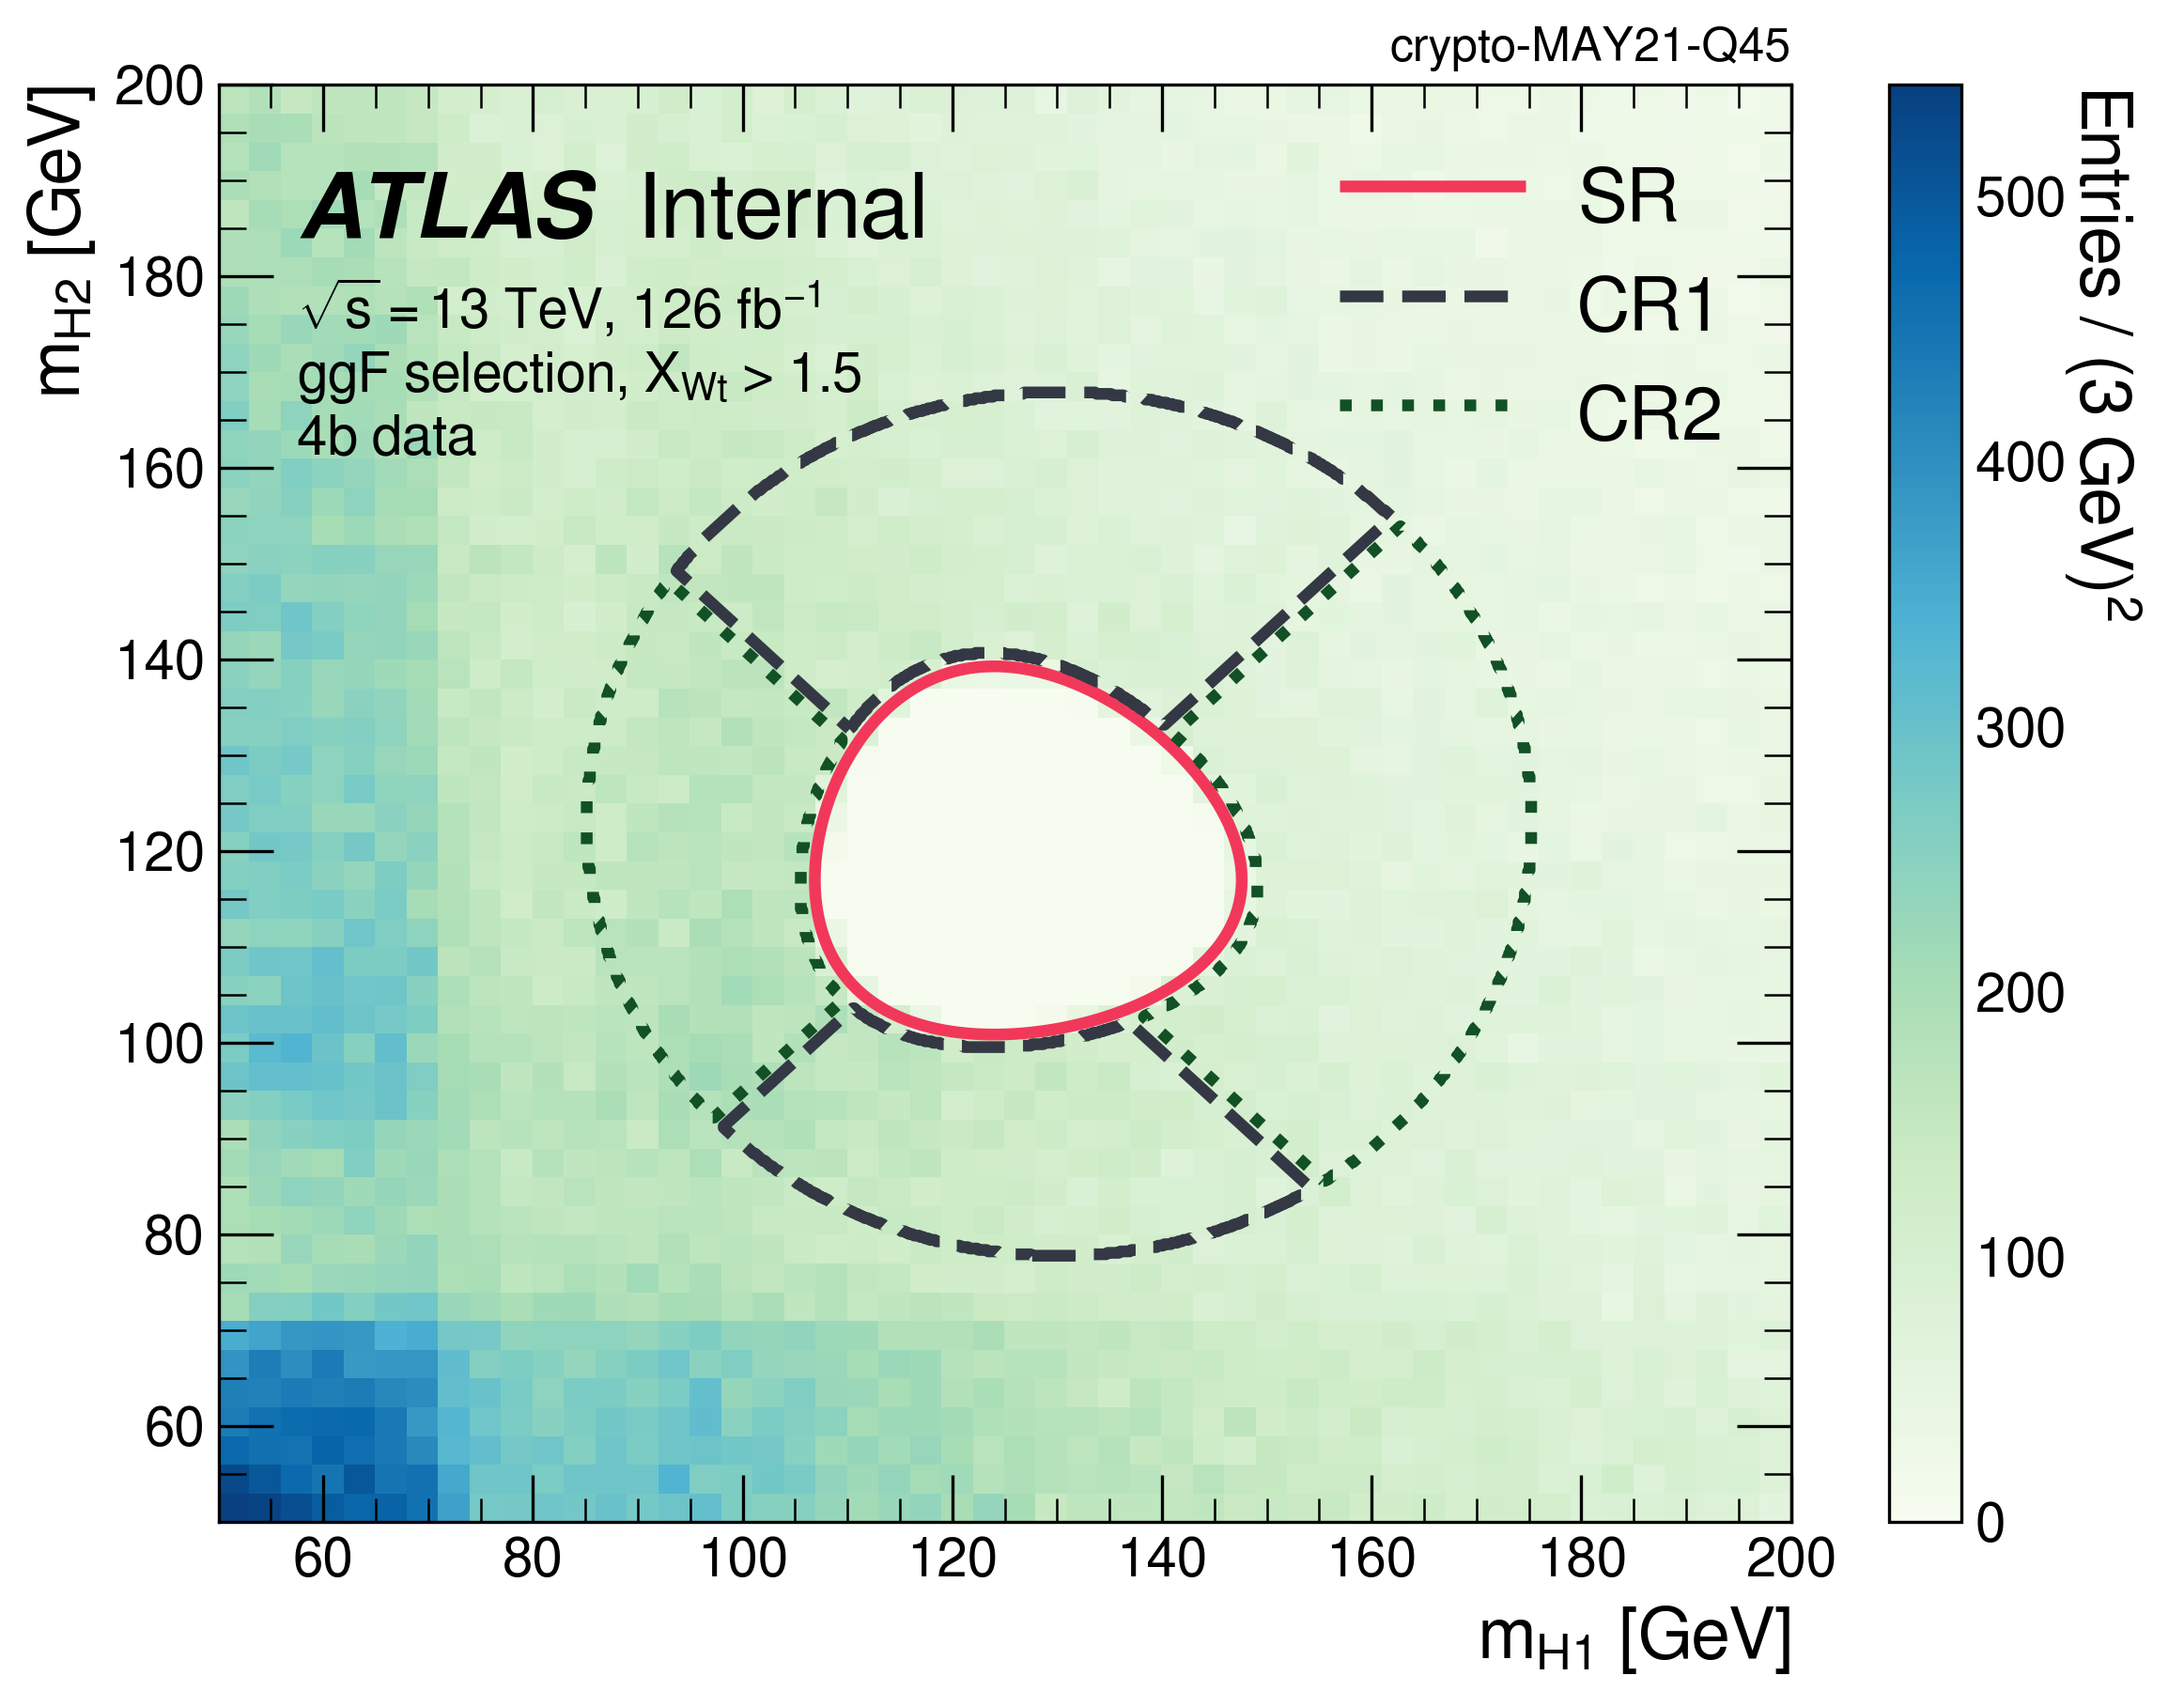 crypto-MAY21-Q45
ATLAS Internal
√s = 13 TeV, 126 fb⁻¹
ggF selection, X_Wt > 1.5
4b data
SR
CR1
CR2
m_H2 [GeV]
200
180
160
140
120
100
80
60
60 80 100 120 140 160 180 200
m_H1 [GeV]
500
400
300
200
100
0
Entries / (3 GeV)²